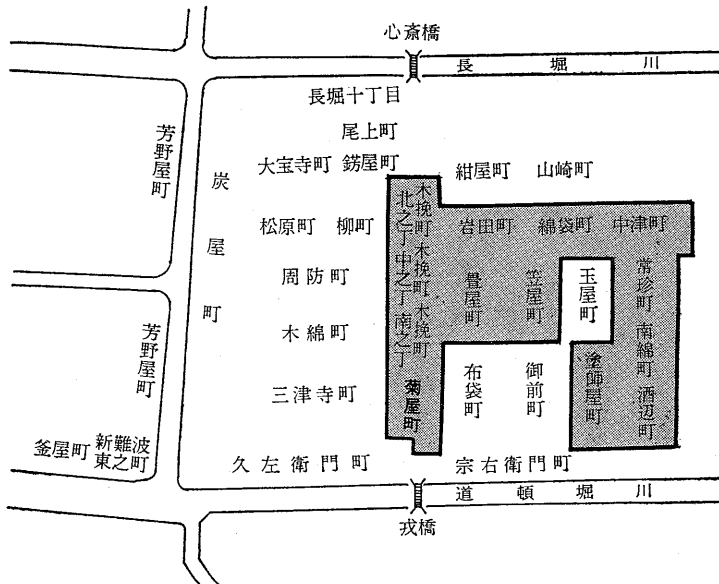 心斎橋
長堀川
長堀十丁目
尾上町
大宝寺町 錺屋町
紺屋町 山崎町
芳野屋町
炭屋町
木挽町北之丁
木挽町中之丁
木挽町南之丁
松原町 柳町
岩田町 綿袋町 中津町
周防町
畳屋町
笠屋町
玉屋町
常珍町
木綿町
南綿町
芳野屋町
三津寺町
菊屋町
布袋町
御前町
塗師屋町
酒辺町
釜屋町
新難波東之町
久左衛門町
宗右衛門町
道頓堀川
戎橋